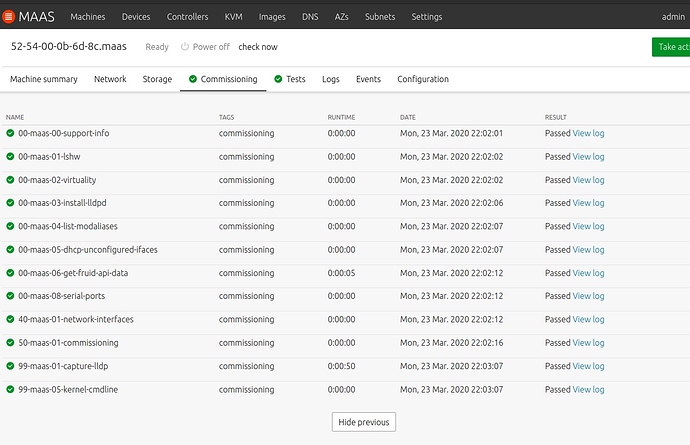 MAAS Machines Devices Controllers KVM Images DNS AZs Subnets Settings admin
52-54-00-0b-6d-8c.maas Ready Power off check now Take act
Machine summary Network Storage Commissioning Tests Logs Events Configuration
NAME TAGS RUNTIME DATE RESULT
00-maas-00-support-info commissioning 0:00:00 Mon, 23 Mar. 2020 22:02:01 Passed View log
00-maas-01-lshw commissioning 0:00:00 Mon, 23 Mar. 2020 22:02:02 Passed View log
00-maas-02-virtuality commissioning 0:00:00 Mon, 23 Mar. 2020 22:02:02 Passed View log
00-maas-03-install-lldpd commissioning 0:00:00 Mon, 23 Mar. 2020 22:02:06 Passed View log
00-maas-04-list-modaliases commissioning 0:00:00 Mon, 23 Mar. 2020 22:02:07 Passed View log
00-maas-05-dhcp-unconfigured-ifaces commissioning 0:00:00 Mon, 23 Mar. 2020 22:02:07 Passed View log
00-maas-06-get-fruid-api-data commissioning 0:00:05 Mon, 23 Mar. 2020 22:02:12 Passed View log
00-maas-08-serial-ports commissioning 0:00:00 Mon, 23 Mar. 2020 22:02:12 Passed View log
40-maas-01-network-interfaces commissioning 0:00:00 Mon, 23 Mar. 2020 22:02:12 Passed View log
50-maas-01-commissioning commissioning 0:00:00 Mon, 23 Mar. 2020 22:02:16 Passed View log
99-maas-01-capture-lldp commissioning 0:00:50 Mon, 23 Mar. 2020 22:03:07 Passed View log
99-maas-05-kernel-cmdline commissioning 0:00:00 Mon, 23 Mar. 2020 22:03:07 Passed View log
Hide previous